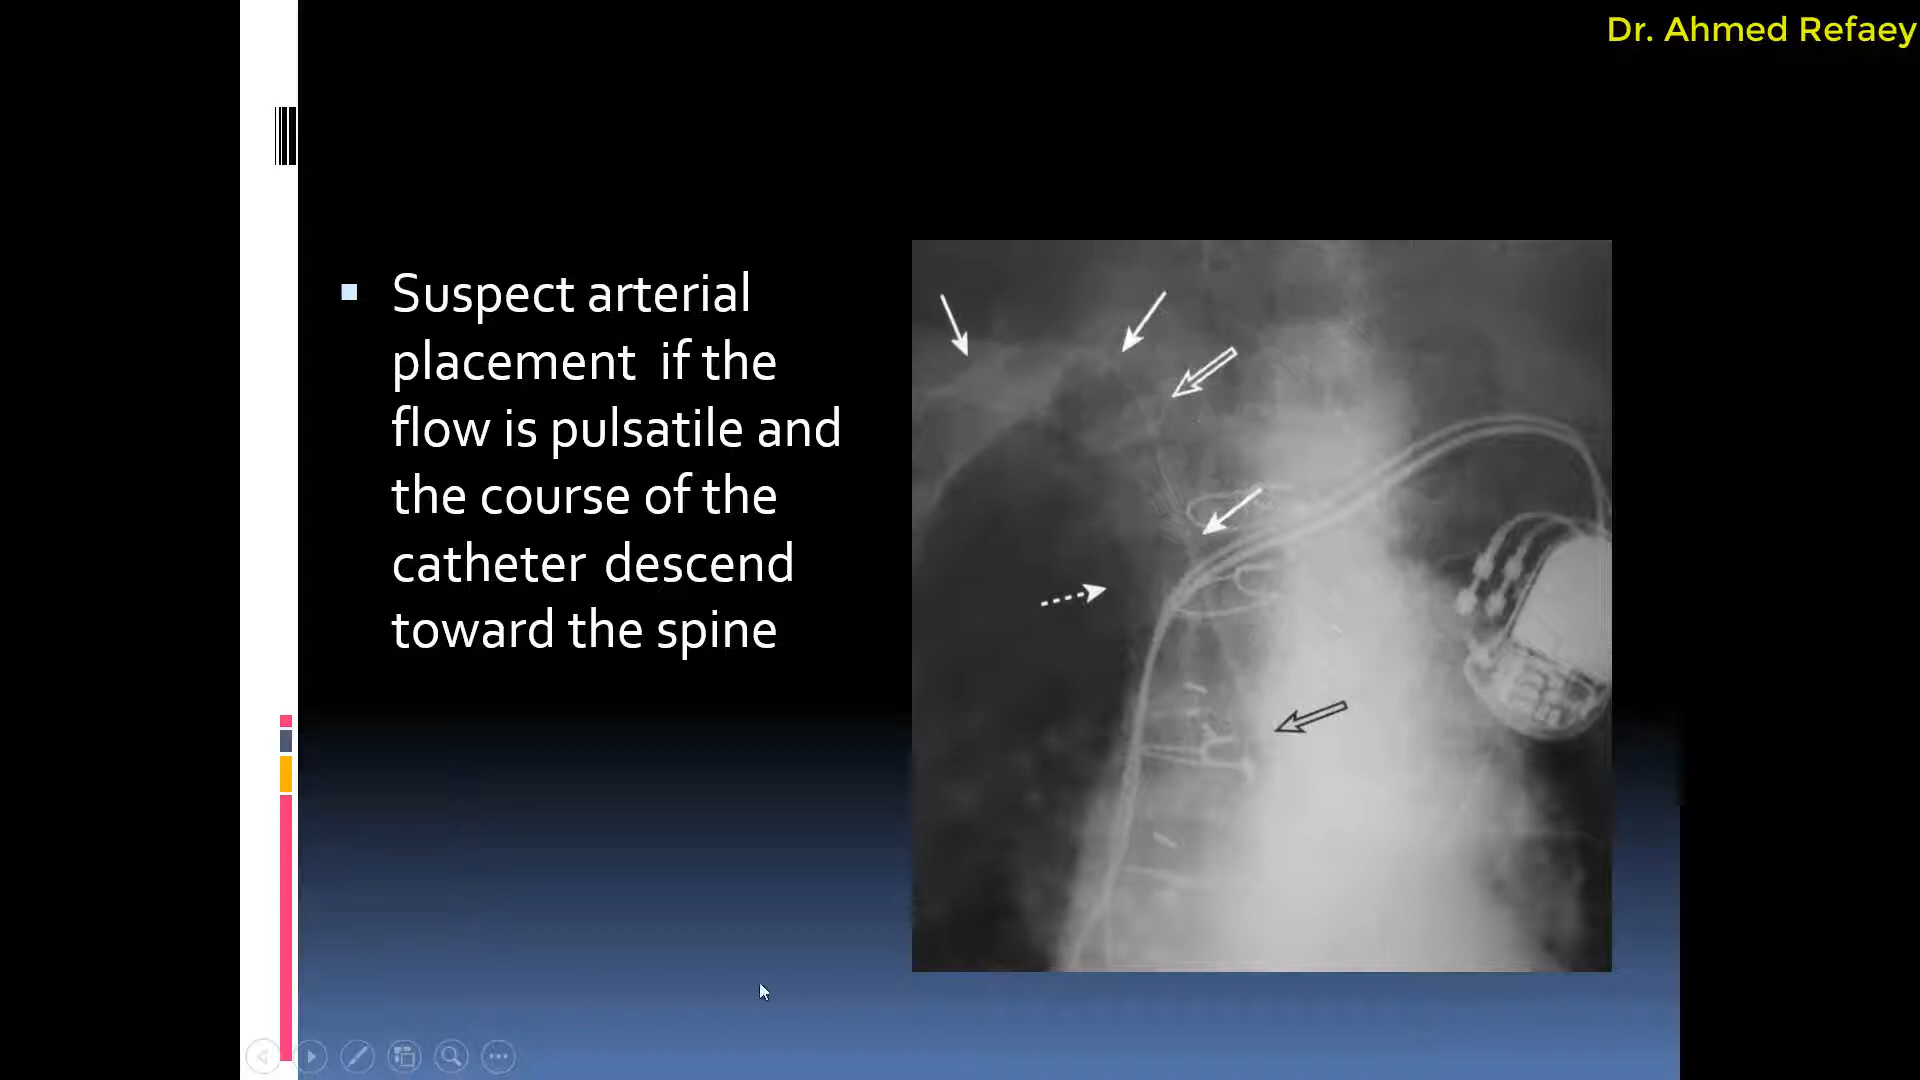 Dr. Ahmed Refaey
Suspect arterial
placement if the
flow is pulsatile and
the course of the
catheter descend
toward the spine